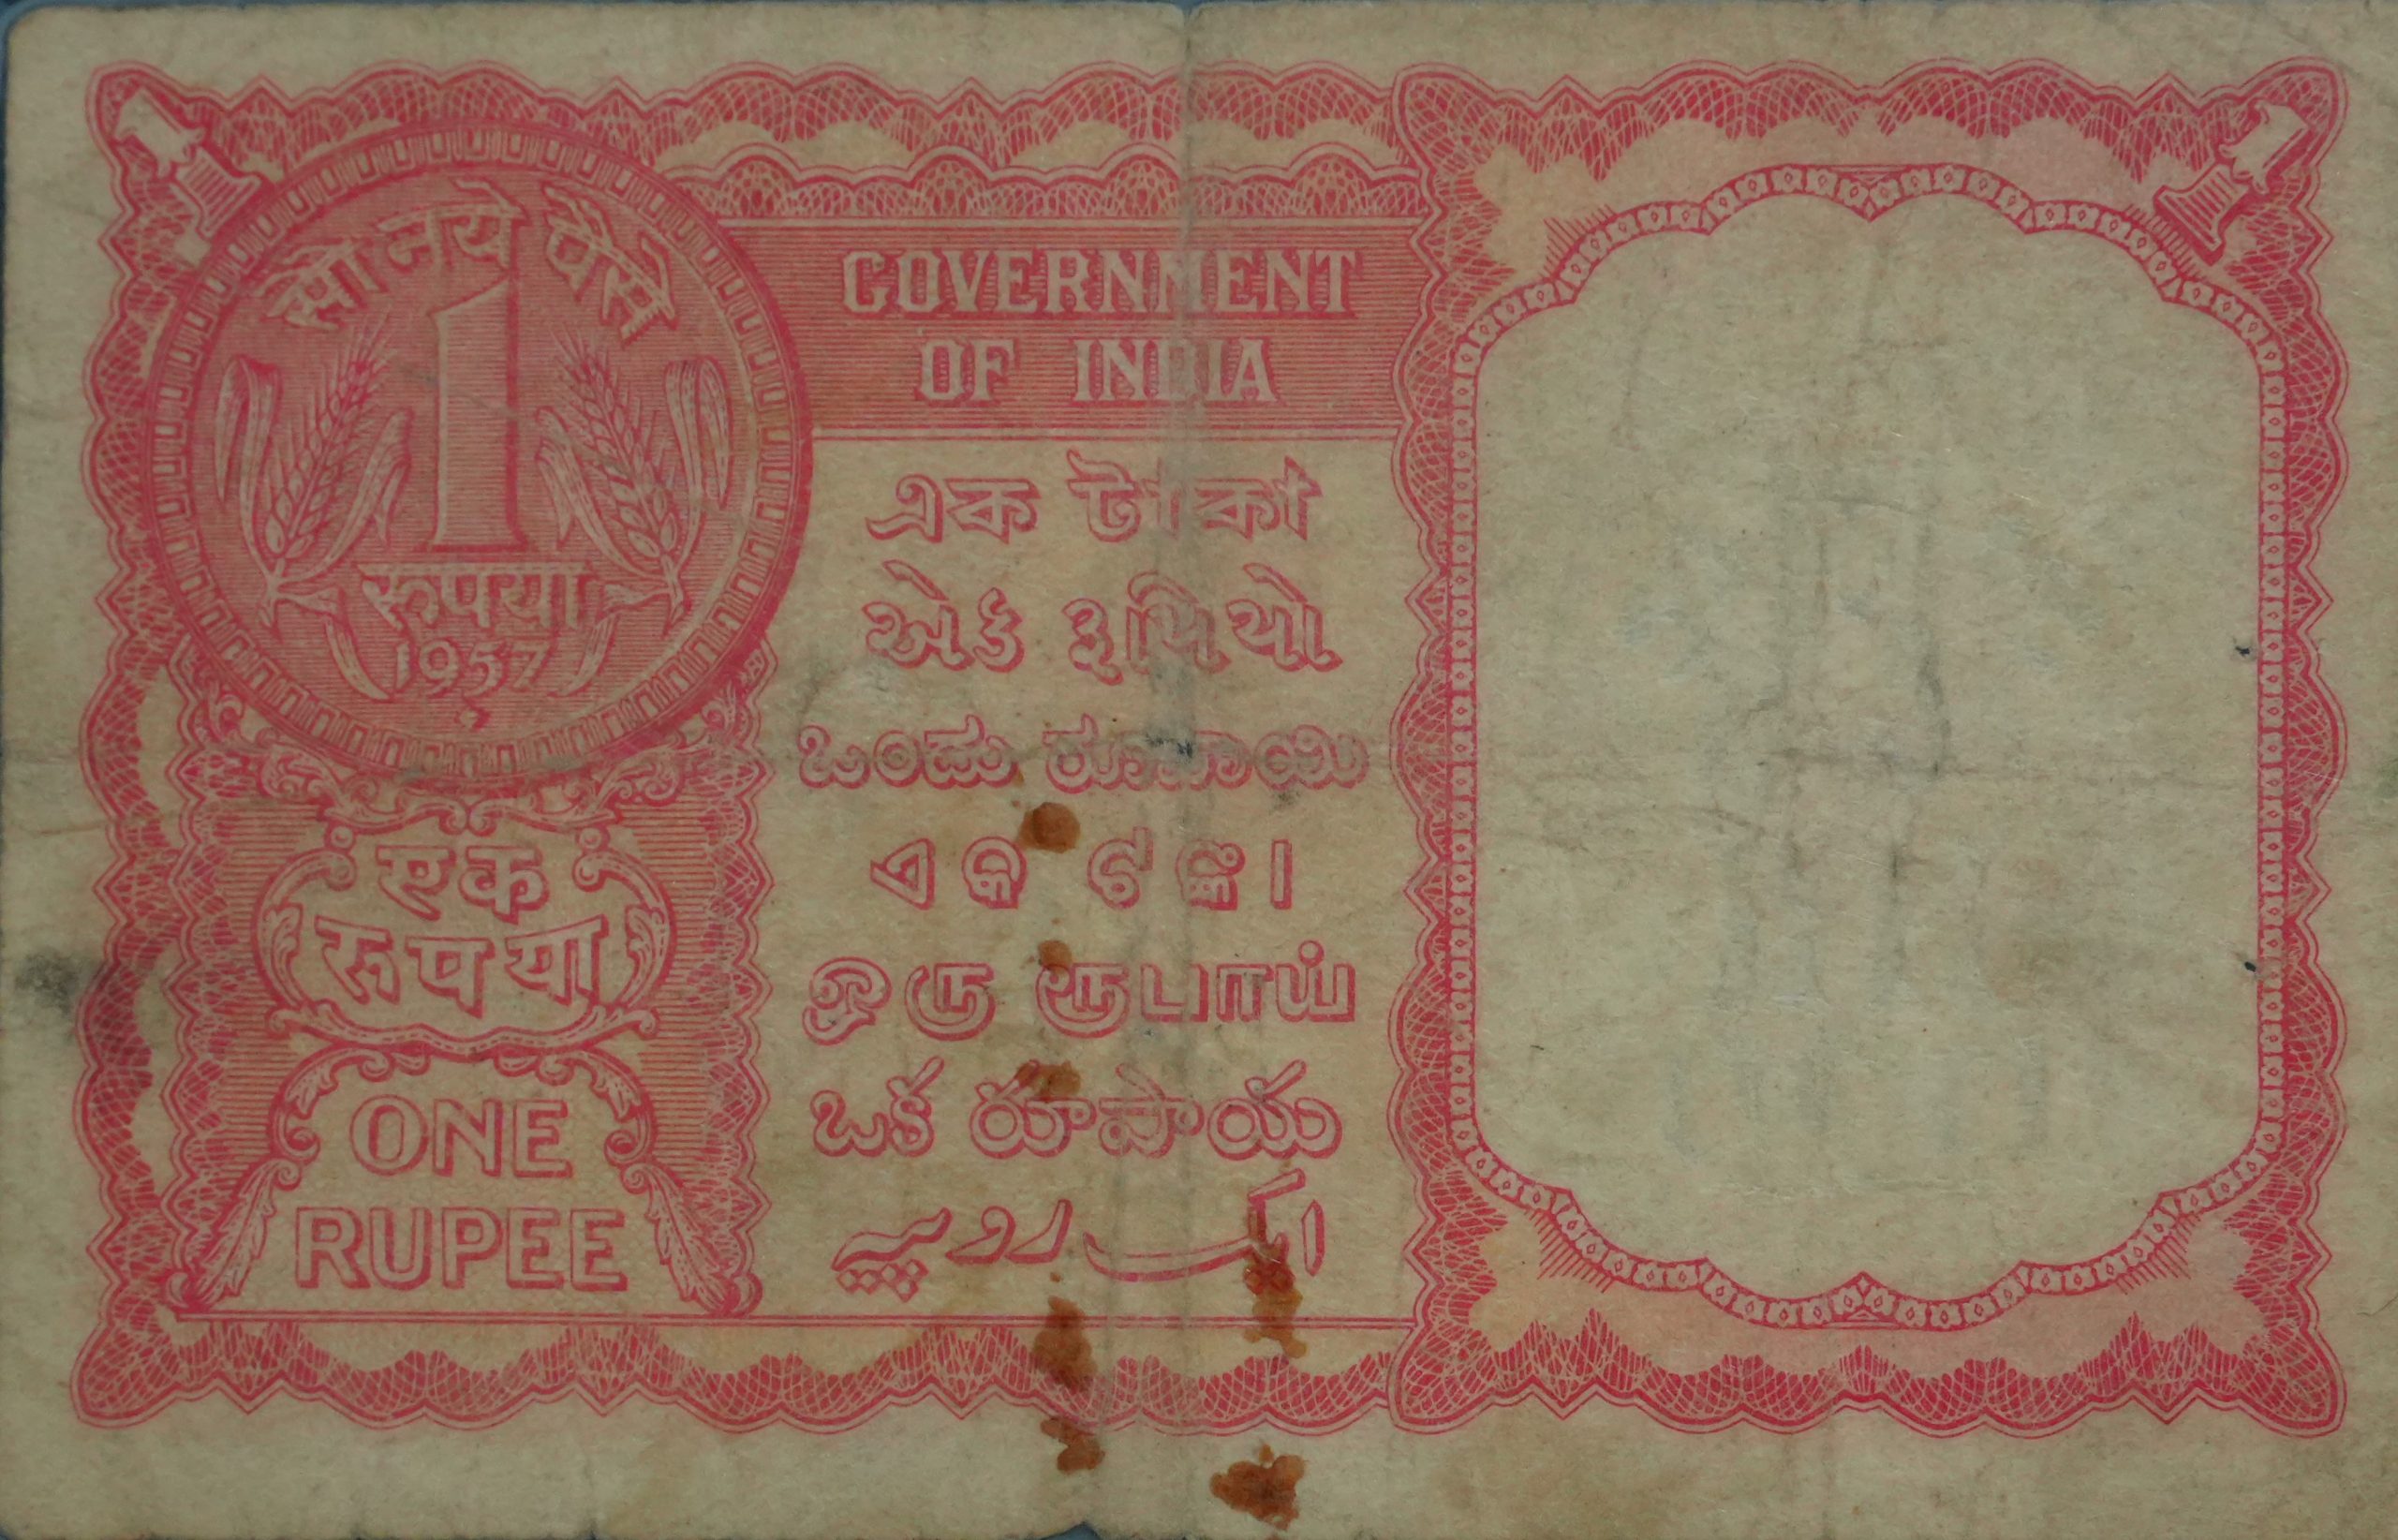 सौ नये पैसे
1
रुपया
1957
एक
रुपया
ONE
RUPEE
GOVERNMENT
OF INDIA
এক টাকা
એક રૂપિયો
ಒಂದು ರೂಪಾಯಿ
ଏକ ଟଙ୍କା
ஒரு ரூபாய்
ఒక రూపాయ
ایک روپیہ